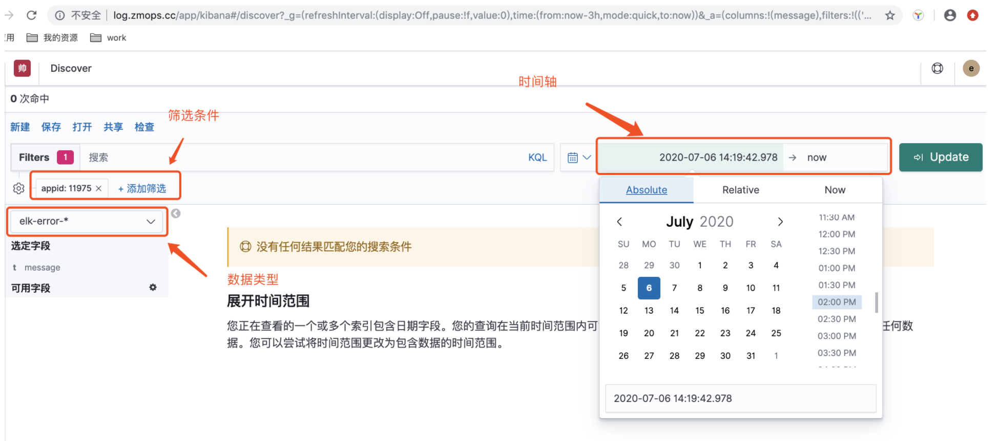 不安全 log.zmops.cc/app/kibana#/discover?_g=(refreshInterval:(display:Off,pause:!f,value:0),time:(from:now-3h,mode:quick,to:now))&_a=(columns:!(message),filters:!(('...
用 我的资源 work
帅 Discover e
时间轴
0 次命中
筛选条件
新建 保存 打开 共享 检查
Filters 1 搜索 KQL 2020-07-06 14:19:42.978 → now Update
appid: 11975 × + 添加筛选
Absolute Relative Now
elk-error-*
July 2020
11:30 AM
12:00 PM
SU MO TU WE TH FR SA
12:30 PM
没有任何结果匹配您的搜索条件
选定字段
t message
28 29 30 1 2 3 4
01:00 PM
数据类型
可用字段
5 6 7 8 9 10 11
01:30 PM
展开时间范围
02:00 PM
12 13 14 15 16 17 18
02:30 PM
您正在查看的一个或多个索引包含日期字段。您的查询在当前时间范围内可 任何数
19 20 21 22 23 24 25
03:00 PM
据。您可以尝试将时间范围更改为包含数据的时间范围。
26 27 28 29 30 31 1
03:30 PM
2020-07-06 14:19:42.978